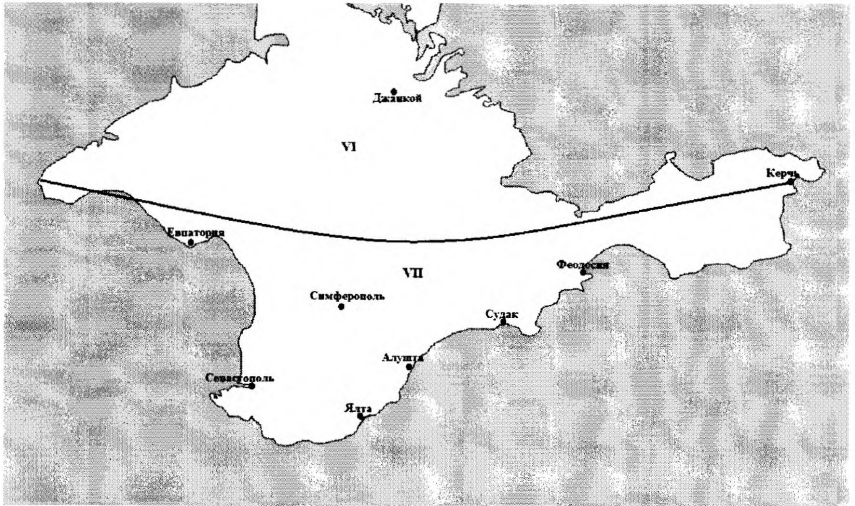 Джанкой
VI
Керчь
Евпатория
VII
Феодосия
Симферополь
Судак
Алушта
Севастополь
Ялта